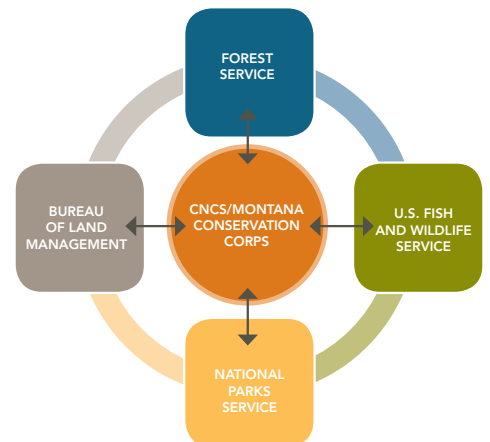 FOREST
SERVICE
BUREAU
OF LAND
MANAGEMENT
CNCS/MONTANA
CONSERVATION
CORPS
U.S. FISH
AND WILDLIFE
SERVICE
NATIONAL
PARKS
SERVICE